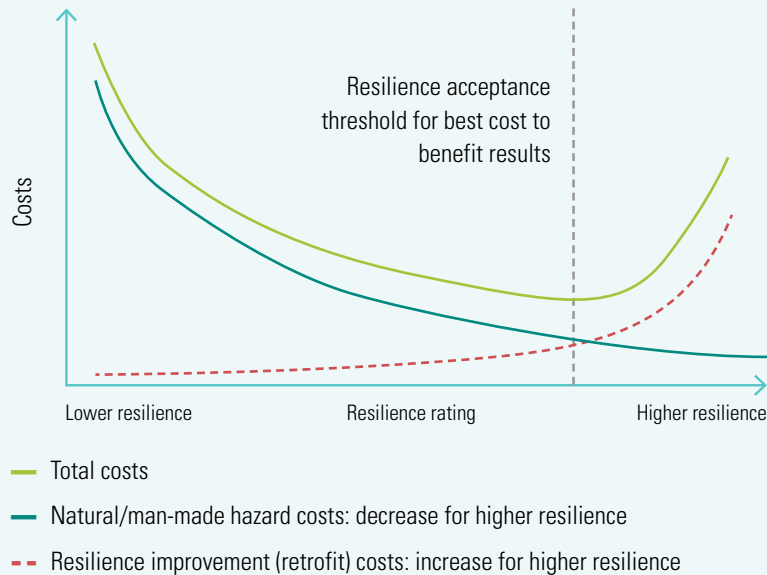 Resilience acceptance
threshold for best cost to
benefit results
Costs
Lower resilience
Resilience rating
Higher resilience
Total costs
Natural/man-made hazard costs: decrease for higher resilience
Resilience improvement (retrofit) costs: increase for higher resilience